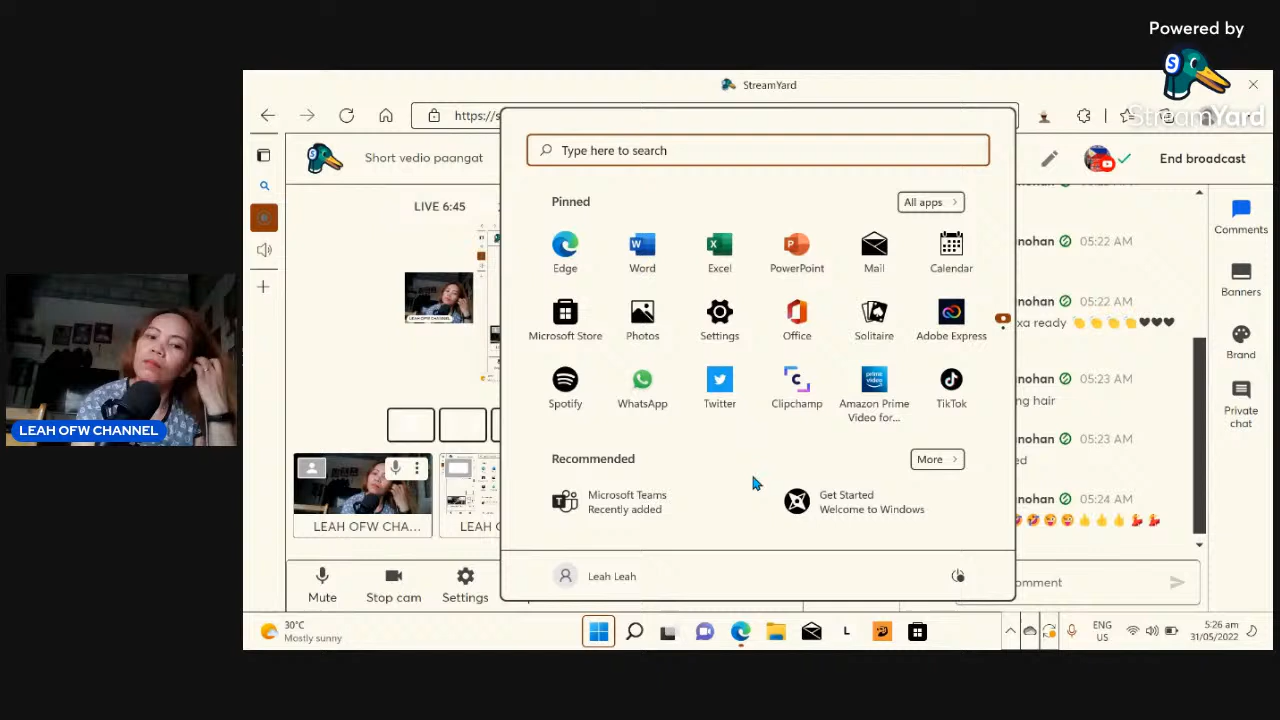 Powered by
StreamYard
StreamYard
https://s
Type here to search
Short vedio paangat
End broadcast
LIVE 6:45
Pinned
All apps
Edge
Word
Excel
PowerPoint
Mail
Calendar
Microsoft Store
Photos
Settings
Office
Solitaire
Adobe Express
Spotify
WhatsApp
Twitter
Clipchamp
Amazon Prime
Video for...
TikTok
Recommended
More
Microsoft Teams
Recently added
Get Started
Welcome to Windows
Leah Leah
nohan 05:22 AM
nohan 05:22 AM
xa ready
nohan 05:23 AM
ng hair
nohan 05:23 AM
ed
nohan 05:24 AM
omment
Comments
Banners
Brand
Private
chat
LEAH OFW CHANNEL
LEAH OFW CHA...
LEAH O
Mute
Stop cam
Settings
30°C
Mostly sunny
L
ENG
US
5:26 am
31/05/2022